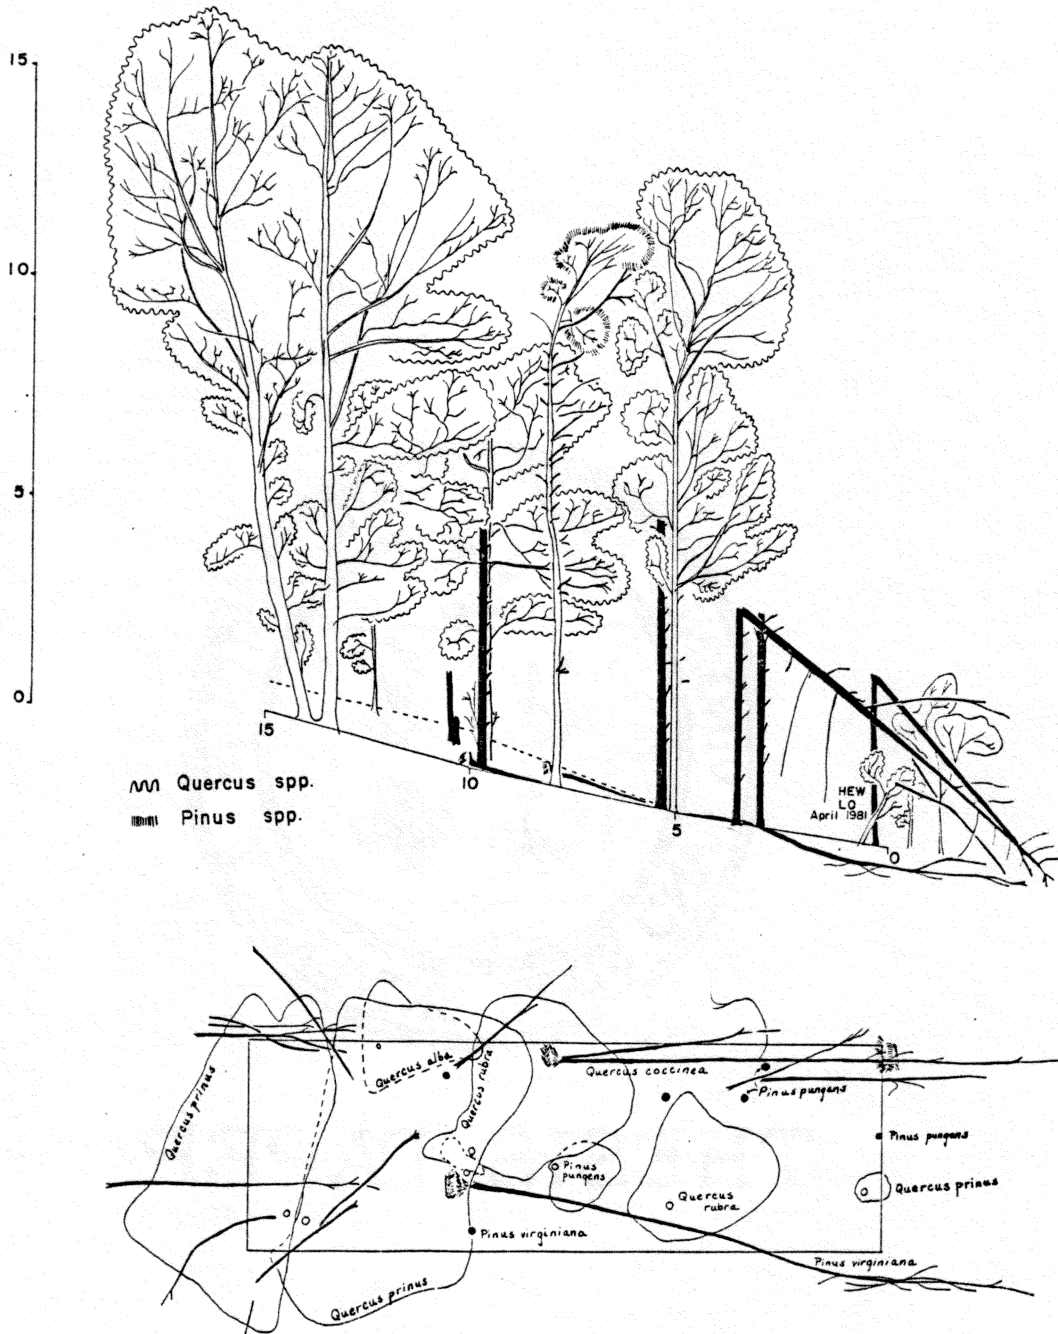 15
10
5
0
15
10
5
0
Quercus spp.
Pinus spp.
HEW
LO
April 1981
Quercus prinus
Quercus alba
Quercus rubra
Quercus coccinea
Pinus pungens
Pinus pungens
Quercus prinus
Pinus
pungens
Quercus
rubra
Pinus virginiana
Pinus virginiana
Quercus prinus